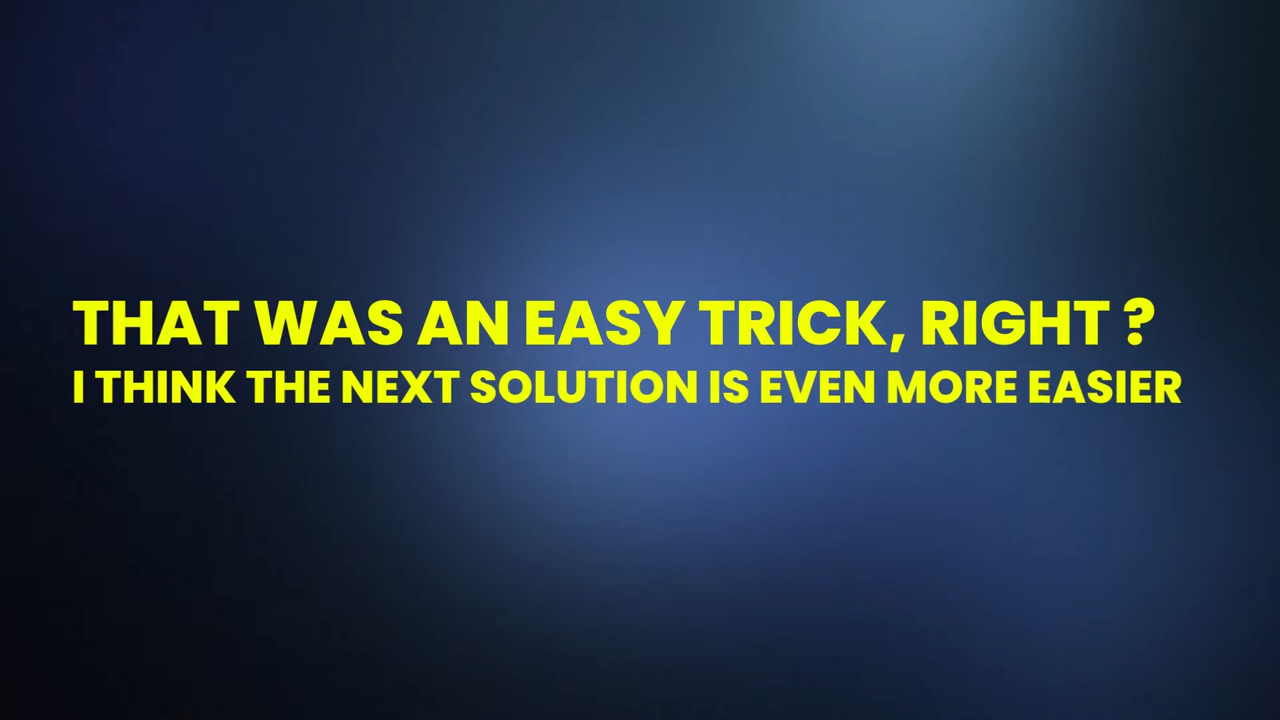 THAT WAS AN EASY TRICK, RIGHT ?
I THINK THE NEXT SOLUTION IS EVEN MORE EASIER